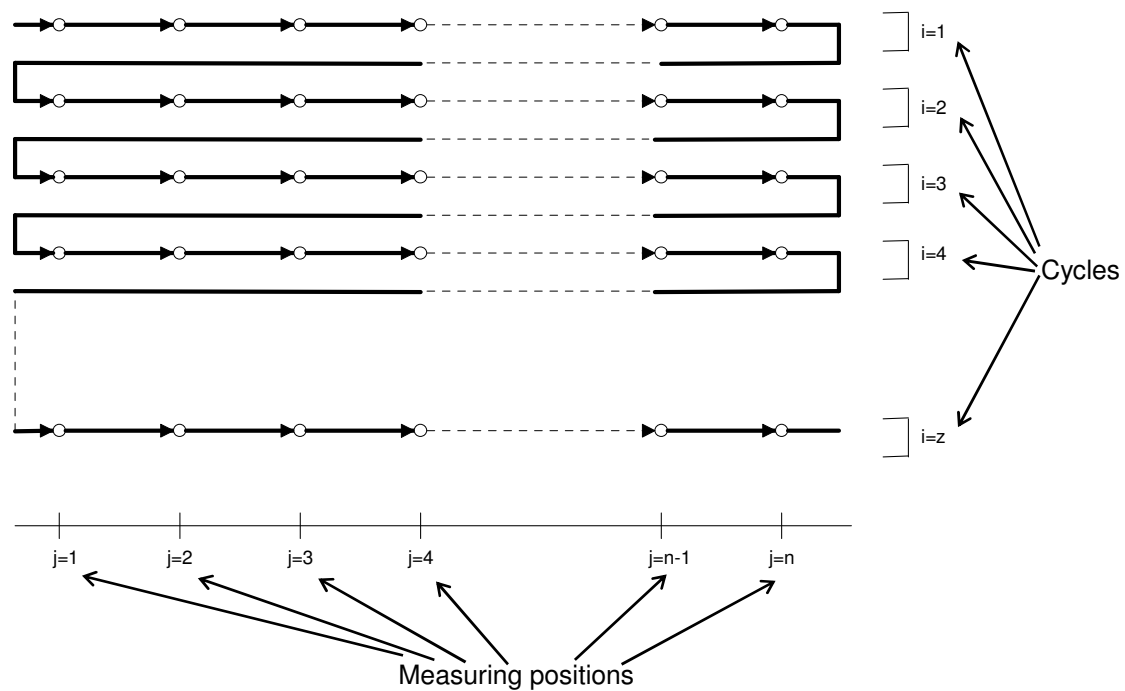 i=1
i=2
i=3
i=4
Cycles
i=z
j=1 j=2 j=3 j=4 j=n-1 j=n
Measuring positions